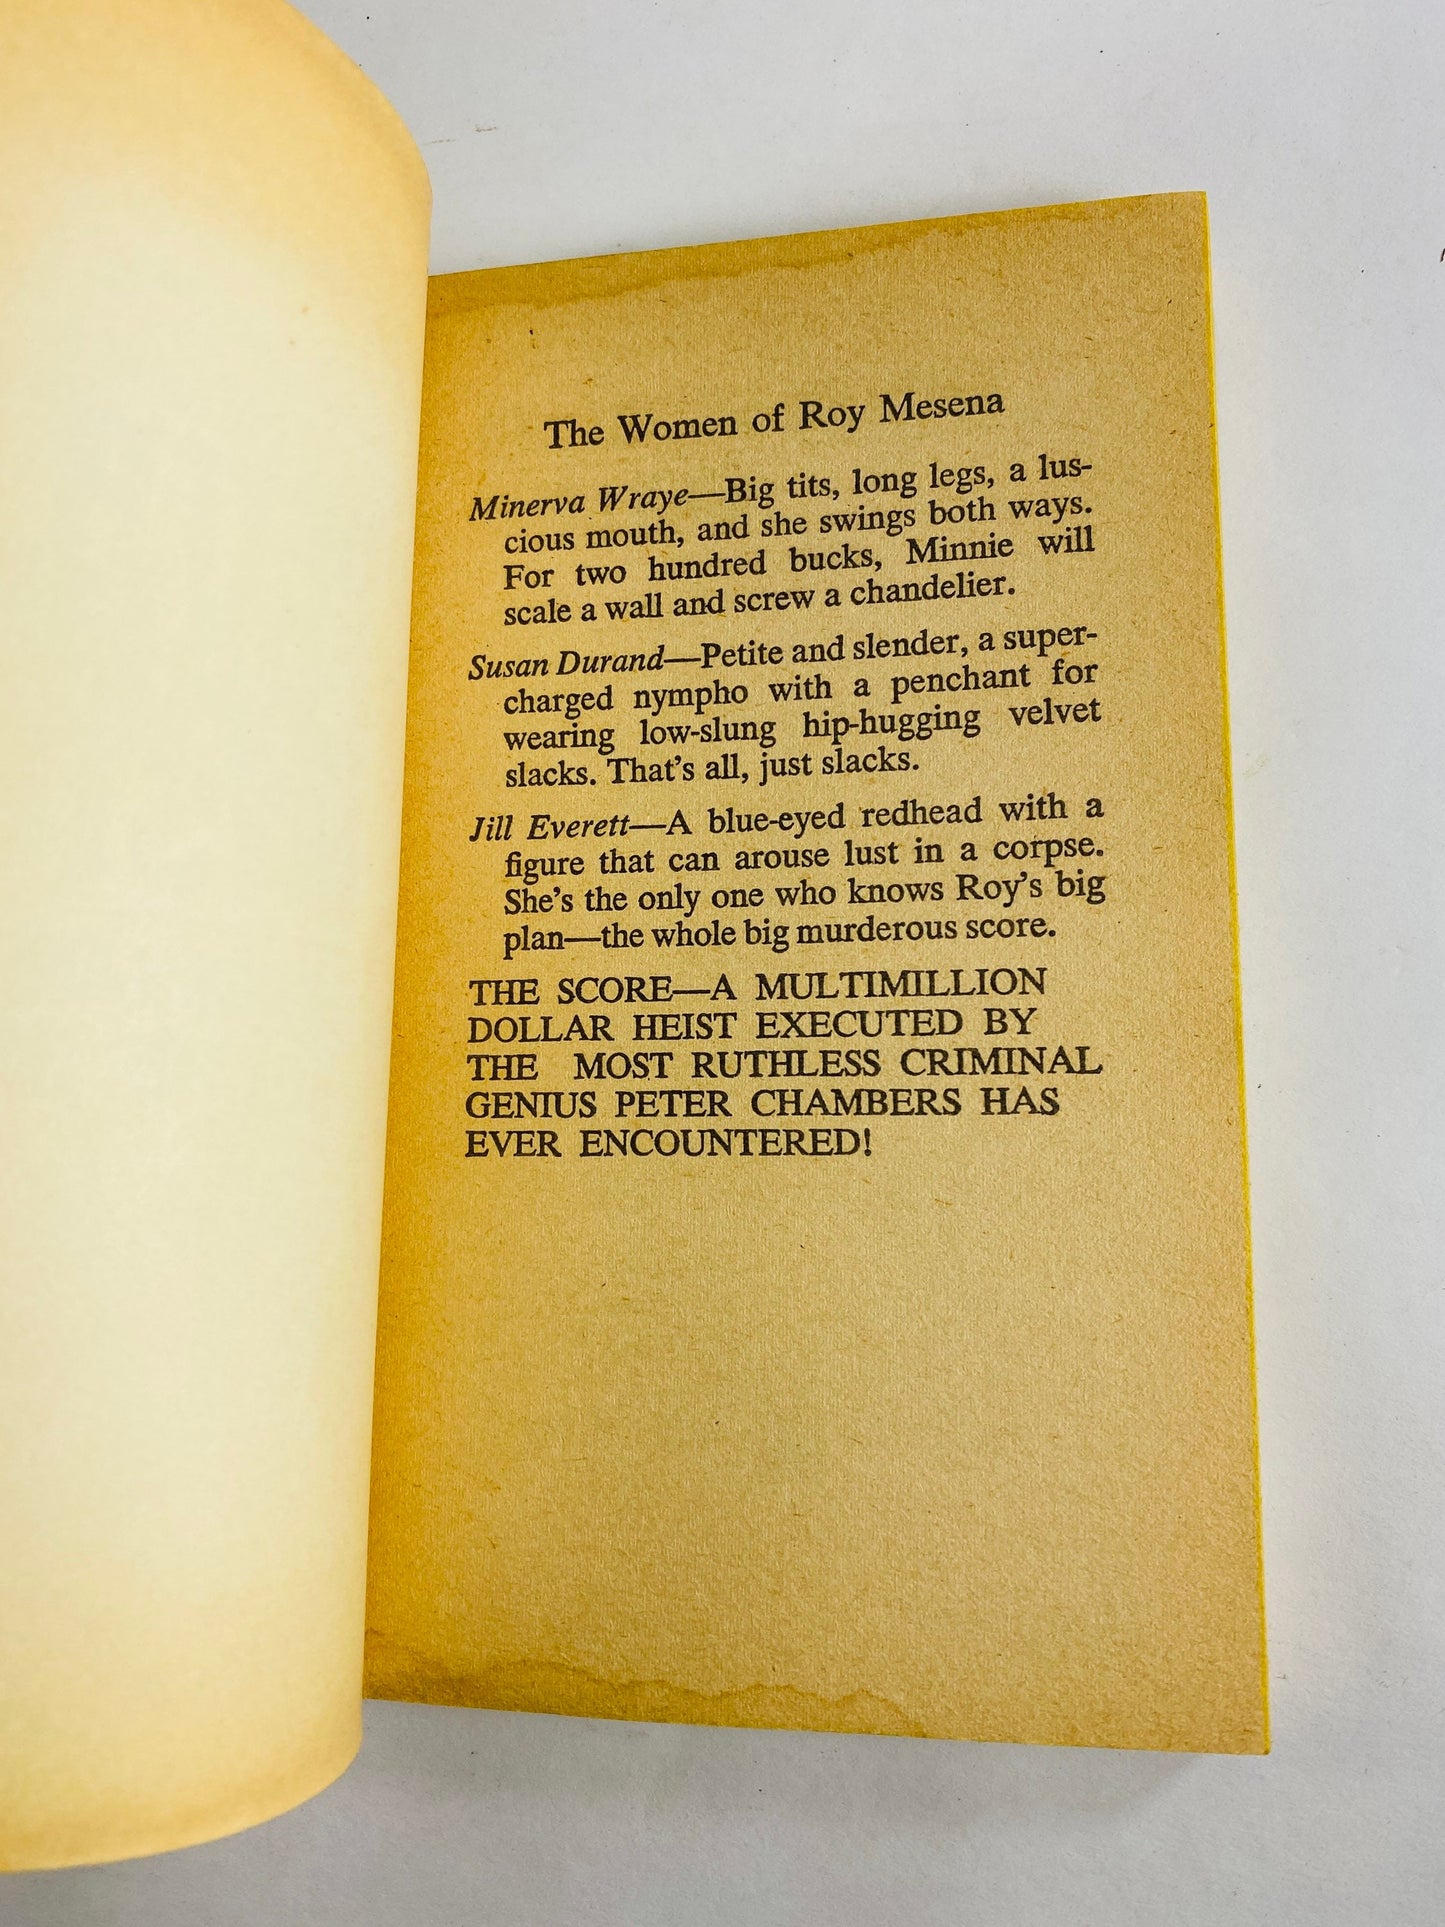 The Women of Roy Mesena
Minerva Wraye—Big tits, long legs, a lus-
cious mouth, and she swings both ways.
For two hundred bucks, Minnie will
scale a wall and screw a chandelier.
Susan Durand—Petite and slender, a super-
charged nympho with a penchant for
wearing low-slung hip-hugging velvet
slacks. That's all, just slacks.
Jill Everett—A blue-eyed redhead with a
figure that can arouse lust in a corpse.
She's the only one who knows Roy's big
plan—the whole big murderous score.
THE SCORE—A MULTIMILLION
DOLLAR HEIST EXECUTED BY
THE MOST RUTHLESS CRIMINAL
GENIUS PETER CHAMBERS HAS
EVER ENCOUNTERED!